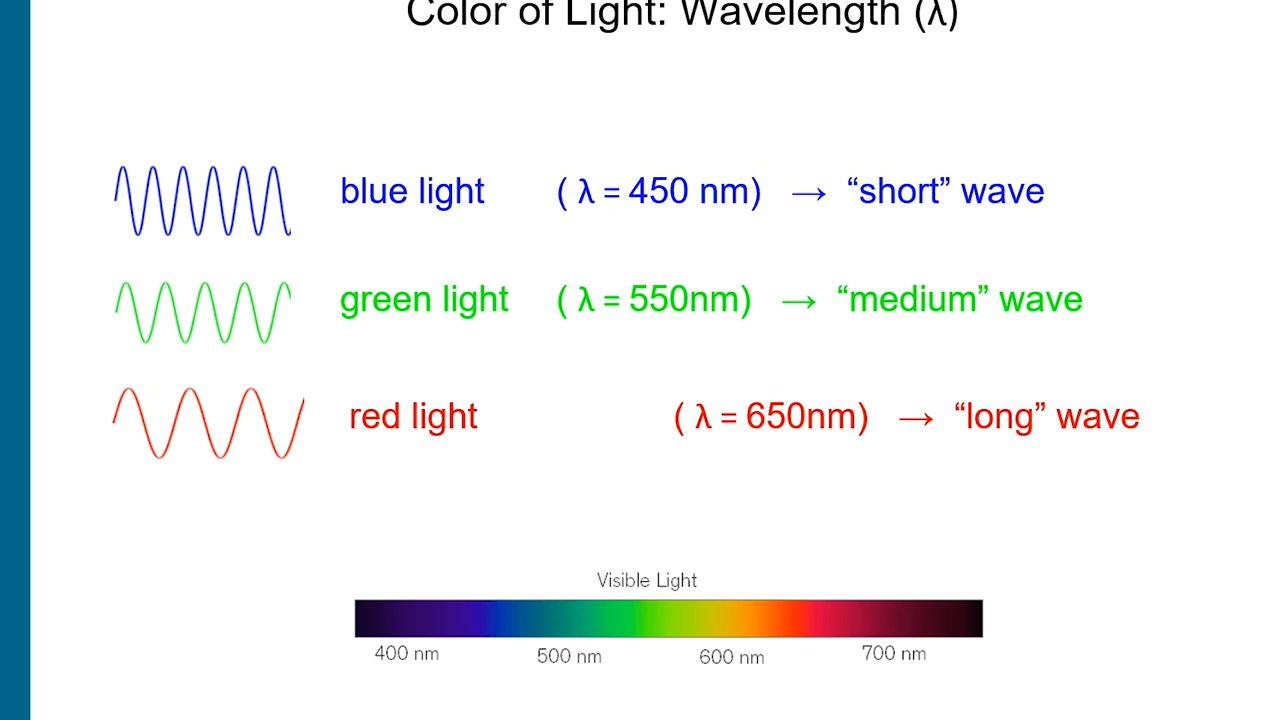 Color of Light: Wavelength (λ)
blue light ( λ = 450 nm) → “short” wave
green light ( λ = 550nm) → “medium” wave
red light ( λ = 650nm) → “long” wave
Visible Light
400 nm 500 nm 600 nm 700 nm